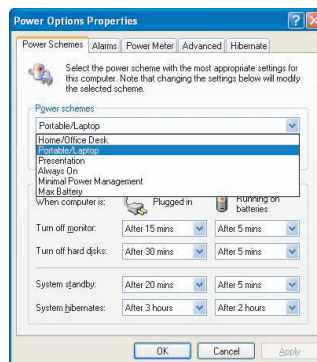 Power Options Properties
Power Schemes Alarms Power Meter Advanced Hibernate
Select the power scheme with the most appropriate settings for
this computer. Note that changing the settings below will modify
the selected scheme.
Power schemes
Portable/Laptop
Home/Office Desk
Portable/Laptop
Presentation
Always On
Minimal Power Management
Max Battery
When computer is: Plugged in Running on batteries
Turn off monitor: After 15 mins After 5 mins
Turn off hard disks: After 30 mins After 5 mins
System standby: After 20 mins After 5 mins
System hibernates: After 3 hours After 2 hours
OK Cancel Apply